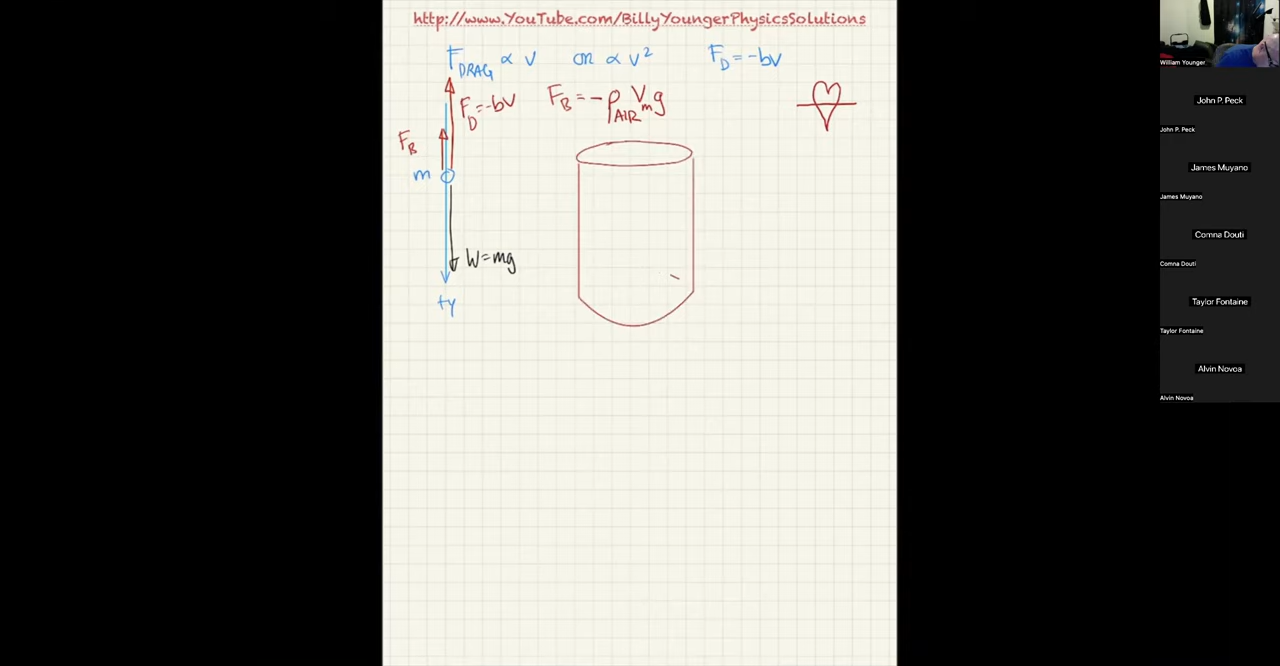 http://www.YouTube.com/BillyYoungerPhysicsSolutions
F_DRAG ∝ v or ∝ v² F_D = -bv
F_D = -bv F_B = -ρ_AIR V_m g
F_B
m
W=mg
+y
William Younger
John P. Peck
John P. Peck
James Muyano
James Muyano
Comna Douti
Comna Douti
Taylor Fontaine
Taylor Fontaine
Alvin Novoa
Alvin Novoa